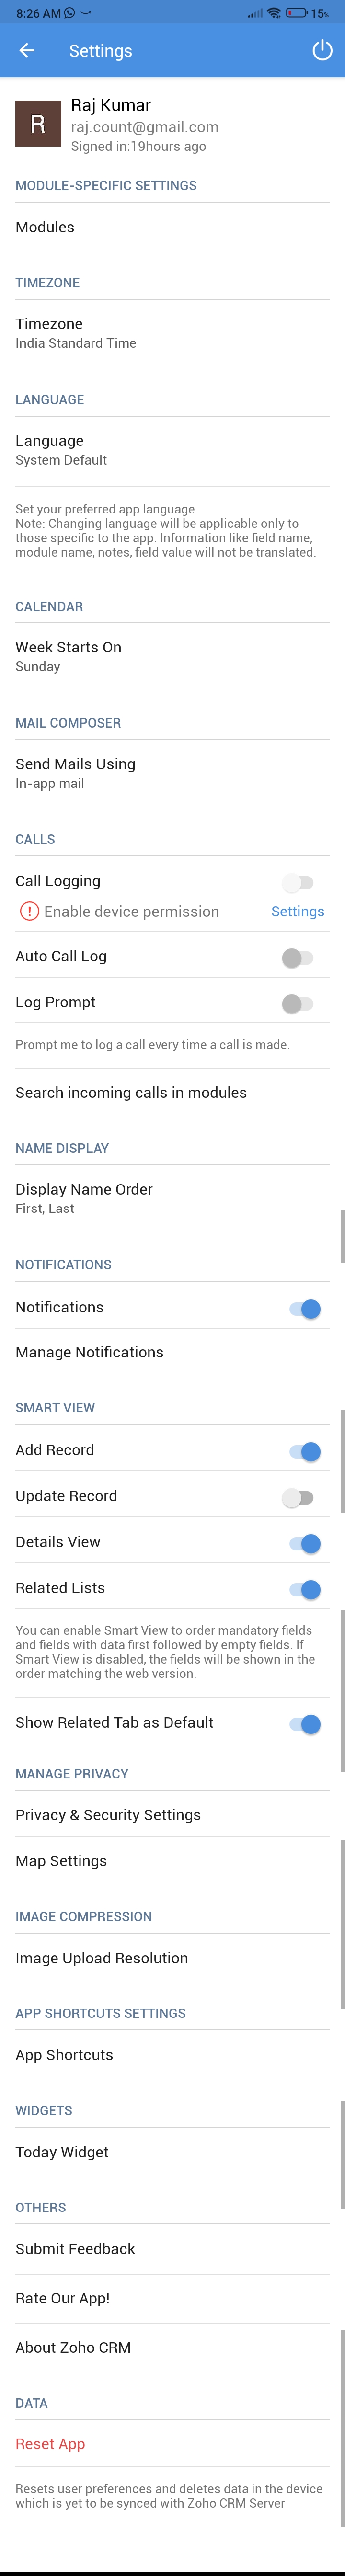 8:26 AM
15%
Settings
R
Raj Kumar
raj.count@gmail.com
Signed in:19hours ago
MODULE-SPECIFIC SETTINGS
Modules
TIMEZONE
Timezone
India Standard Time
LANGUAGE
Language
System Default
Set your preferred app language
Note: Changing language will be applicable only to
those specific to the app. Information like field name,
module name, notes, field value will not be translated.
CALENDAR
Week Starts On
Sunday
MAIL COMPOSER
Send Mails Using
In-app mail
CALLS
Call Logging
Enable device permission Settings
Auto Call Log
Log Prompt
Prompt me to log a call every time a call is made.
Search incoming calls in modules
NAME DISPLAY
Display Name Order
First, Last
NOTIFICATIONS
Notifications
Manage Notifications
SMART VIEW
Add Record
Update Record
Details View
Related Lists
You can enable Smart View to order mandatory fields
and fields with data first followed by empty fields. If
Smart View is disabled, the fields will be shown in the
order matching the web version.
Show Related Tab as Default
MANAGE PRIVACY
Privacy & Security Settings
Map Settings
IMAGE COMPRESSION
Image Upload Resolution
APP SHORTCUTS SETTINGS
App Shortcuts
WIDGETS
Today Widget
OTHERS
Submit Feedback
Rate Our App!
About Zoho CRM
DATA
Reset App
Resets user preferences and deletes data in the device
which is yet to be synced with Zoho CRM Server